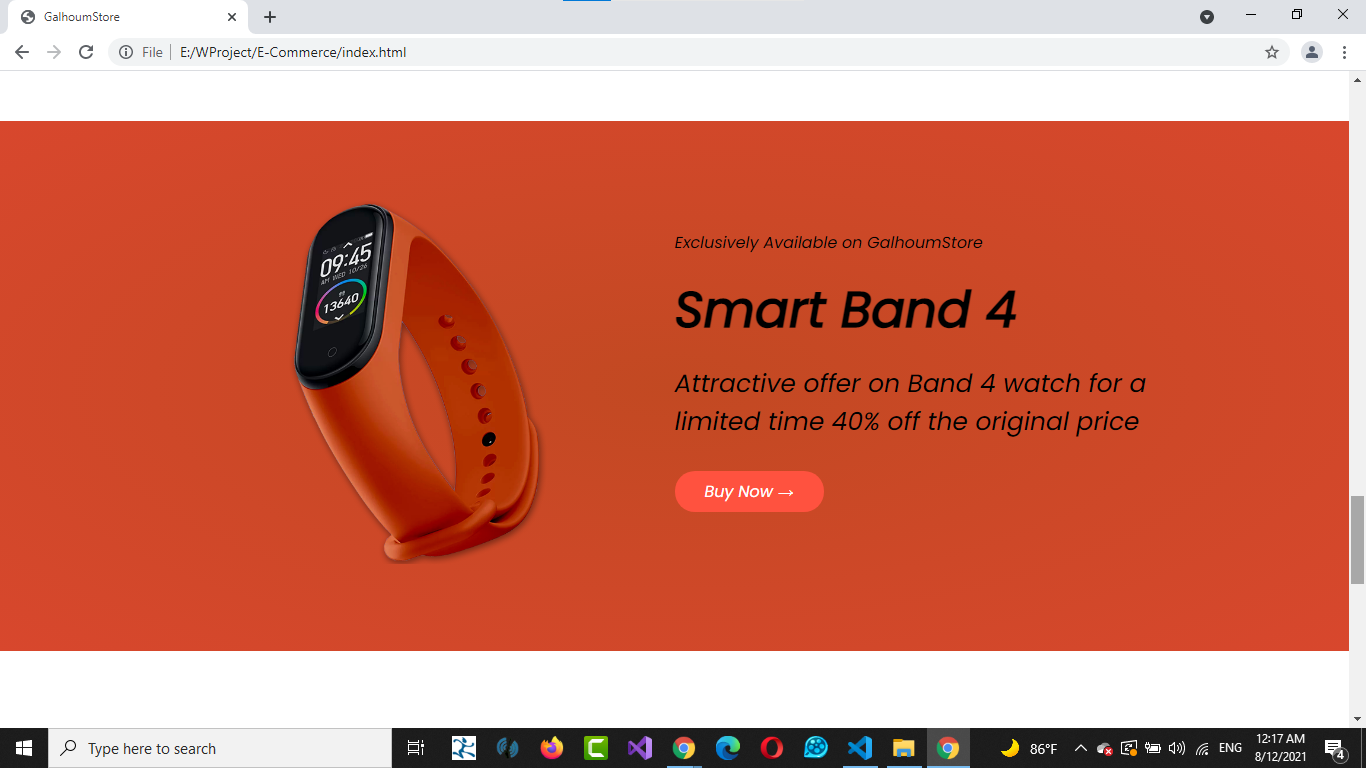 GalhoumStore
File
E:/WProject/E-Commerce/index.html
09:45
AM WED 10/26
13640
Exclusively Available on GalhoumStore
Smart Band 4
Attractive offer on Band 4 watch for a
limited time 40% off the original price
Buy Now →
Type here to search
86°F
ENG
12:17 AM
8/12/2021
4